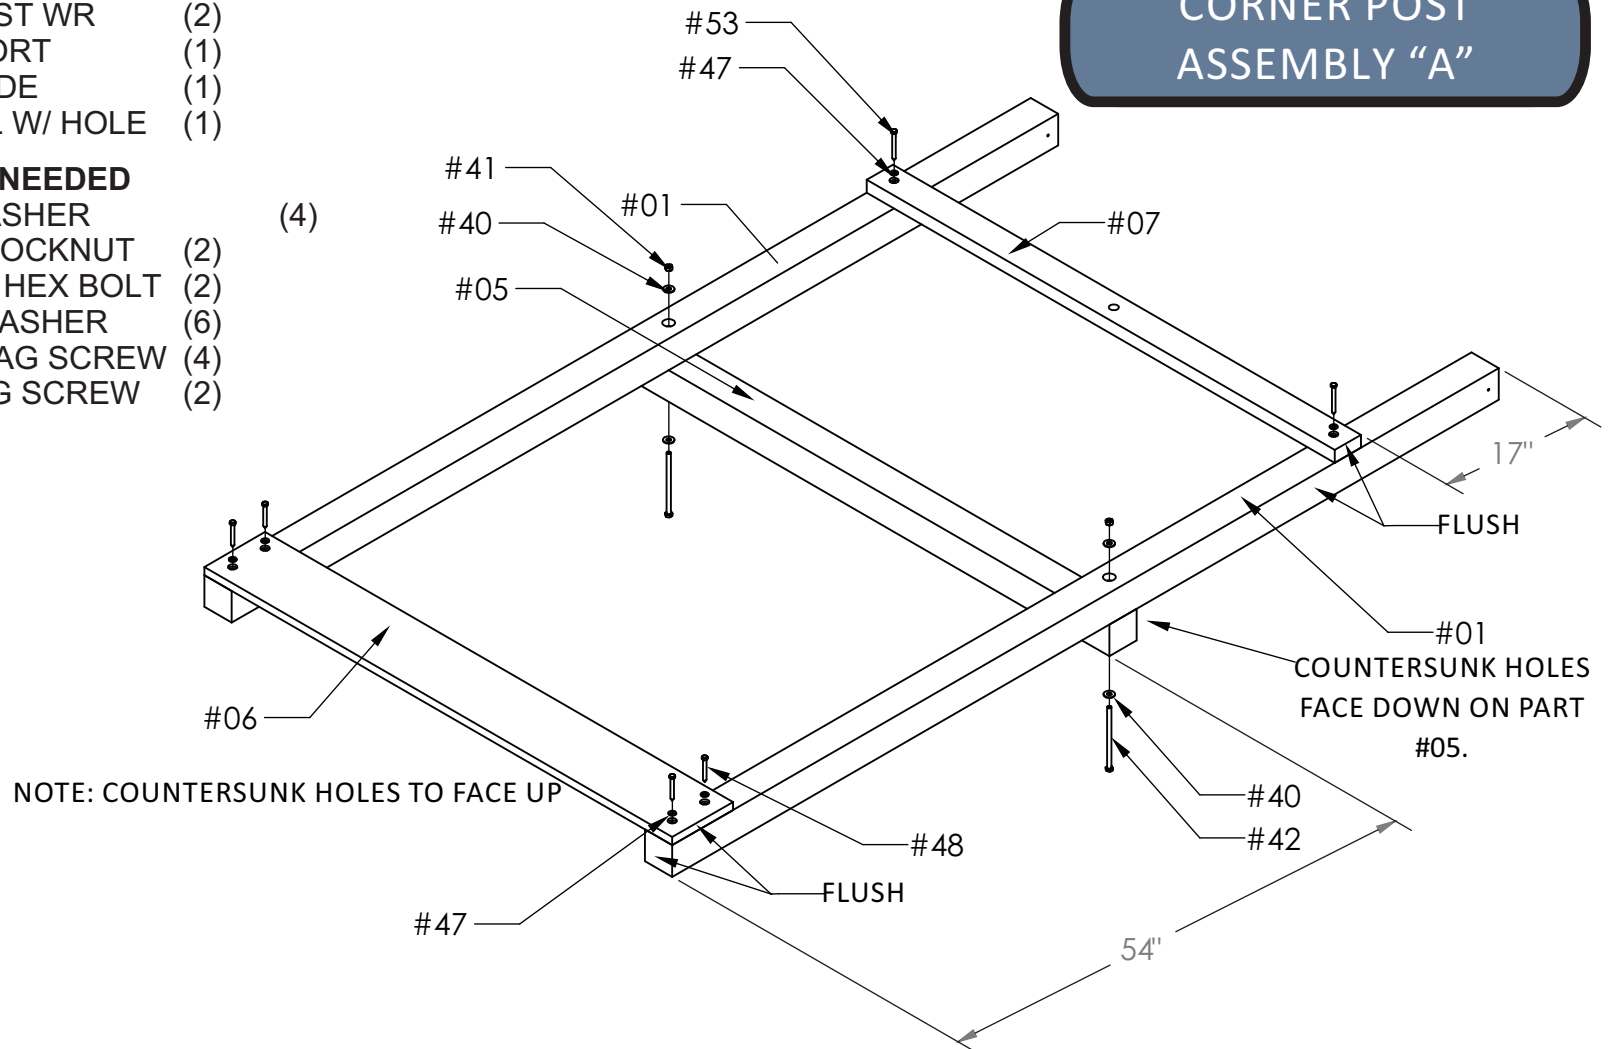 ST WR (2)
ORT (1)
DE (1)
W/ HOLE (1)
NEEDED
ASHER (4)
OCKNUT (2)
HEX BOLT (2)
ASHER (6)
AG SCREW (4)
G SCREW (2)
CORNER POST
ASSEMBLY “A”
#53
#47
#41
#01
#40
#05
#07
17"
FLUSH
#01
COUNTERSUNK HOLES
FACE DOWN ON PART
#05.
#06
NOTE: COUNTERSUNK HOLES TO FACE UP
#40
#42
#48
FLUSH
#47
54"